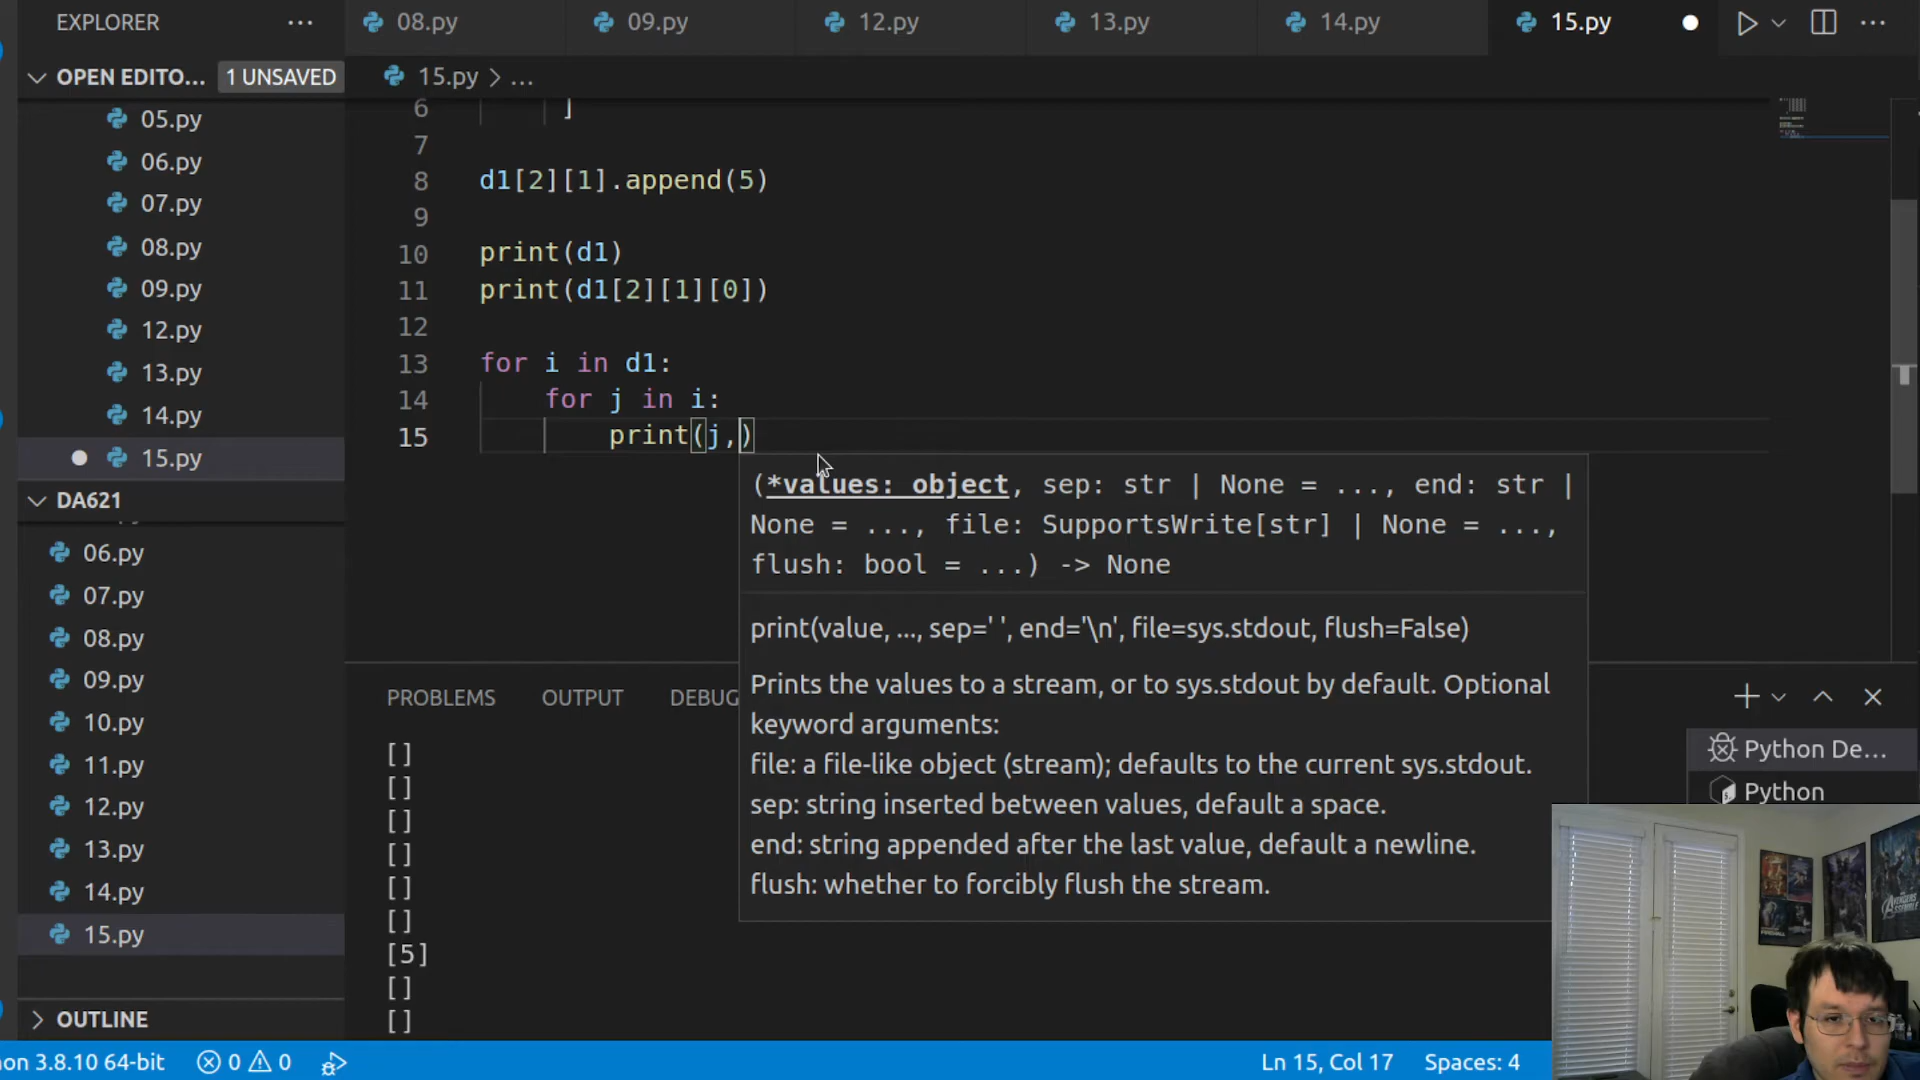 EXPLORER ...
08.py 09.py 12.py 13.py 14.py 15.py
OPEN EDITO... 1 UNSAVED
15.py > ...
05.py
06.py
07.py
08.py
09.py
12.py
13.py
14.py
15.py
DA621
06.py
07.py
08.py
09.py
10.py
11.py
12.py
13.py
14.py
15.py
OUTLINE
6 ]
7
8 d1[2][1].append(5)
9
10 print(d1)
11 print(d1[2][1][0])
12
13 for i in d1:
14 for j in i:
15 print(j,)
(*values: object, sep: str | None = ..., end: str |
None = ..., file: SupportsWrite[str] | None = ...,
flush: bool = ...) -> None
print(value, ..., sep=' ', end='\n', file=sys.stdout, flush=False)
Prints the values to a stream, or to sys.stdout by default. Optional
keyword arguments:
file: a file-like object (stream); defaults to the current sys.stdout.
sep: string inserted between values, default a space.
end: string appended after the last value, default a newline.
flush: whether to forcibly flush the stream.
PROBLEMS OUTPUT DEBUG
[]
[]
[]
[]
[]
[]
[5]
[]
[]
Python De...
Python
AVENGERS
ASSEMBLE
on 3.8.10 64-bit 0 0 Ln 15, Col 17 Spaces: 4